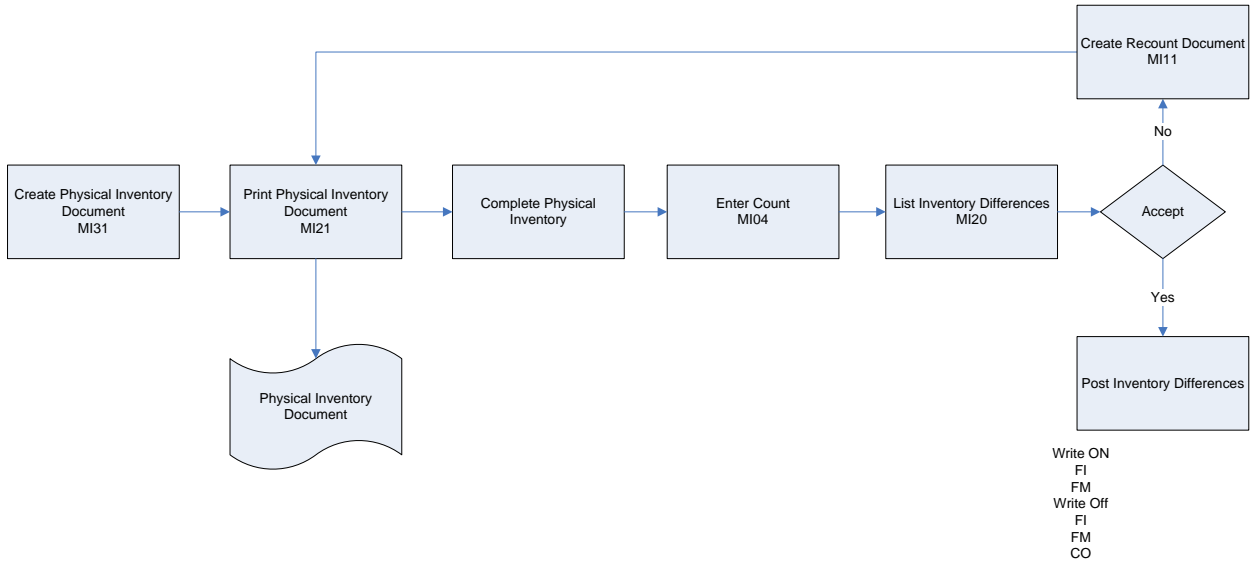 Create Recount Document
MI11
No
Create Physical Inventory
Document
MI31
Print Physical Inventory
Document
MI21
Complete Physical
Inventory
Enter Count
MI04
List Inventory Differences
MI20
Accept
Yes
Physical Inventory
Document
Post Inventory Differences
Write ON
FI
FM
Write Off
FI
FM
CO